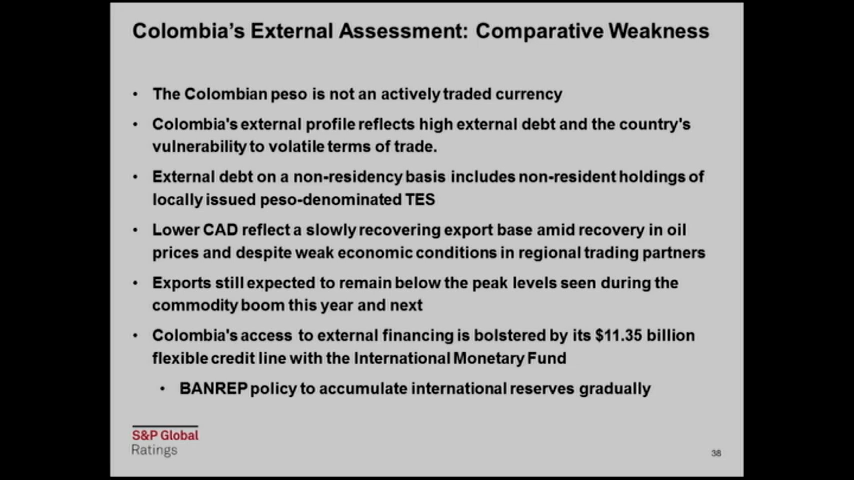 Colombia's External Assessment: Comparative Weakness
• The Colombian peso is not an actively traded currency
• Colombia's external profile reflects high external debt and the country's
vulnerability to volatile terms of trade.
• External debt on a non-residency basis includes non-resident holdings of
locally issued peso-denominated TES
• Lower CAD reflect a slowly recovering export base amid recovery in oil
prices and despite weak economic conditions in regional trading partners
• Exports still expected to remain below the peak levels seen during the
commodity boom this year and next
• Colombia's access to external financing is bolstered by its $11.35 billion
flexible credit line with the International Monetary Fund
• BANREP policy to accumulate international reserves gradually
S&P Global
Ratings
38